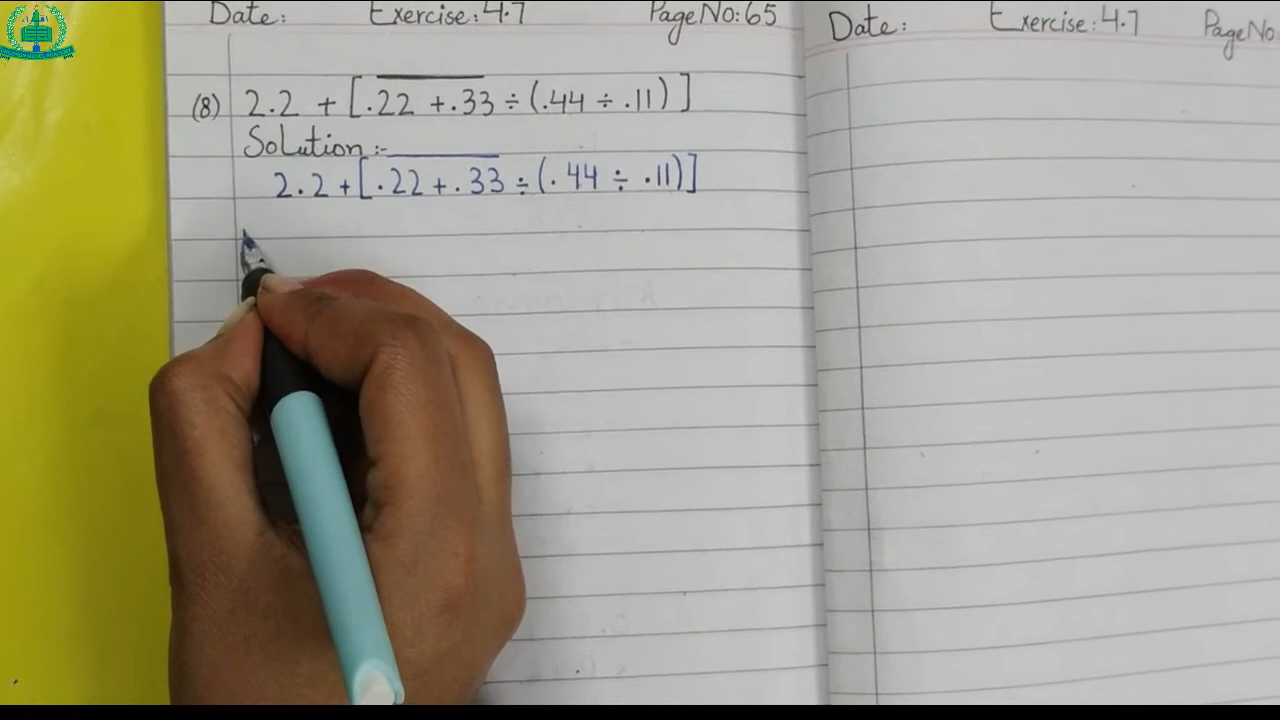 Date: Exercise: 4.7 Page No: 65
(8) 2.2 + [.22 + .33 ÷ (.44 ÷ .11) ]
Solution :-
2.2 + [.22 + .33 ÷ (.44 ÷ .11)]
Date: Exercise: 4.7 Page No